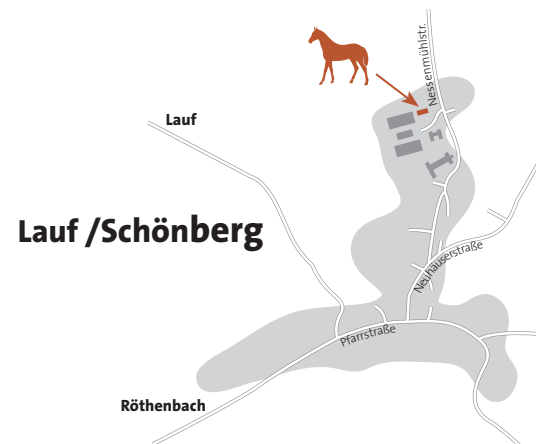 Nessenmühlstr.
Lauf
Lauf /Schönberg
Neuhauserstraße
Pfarrstraße
Röthenbach